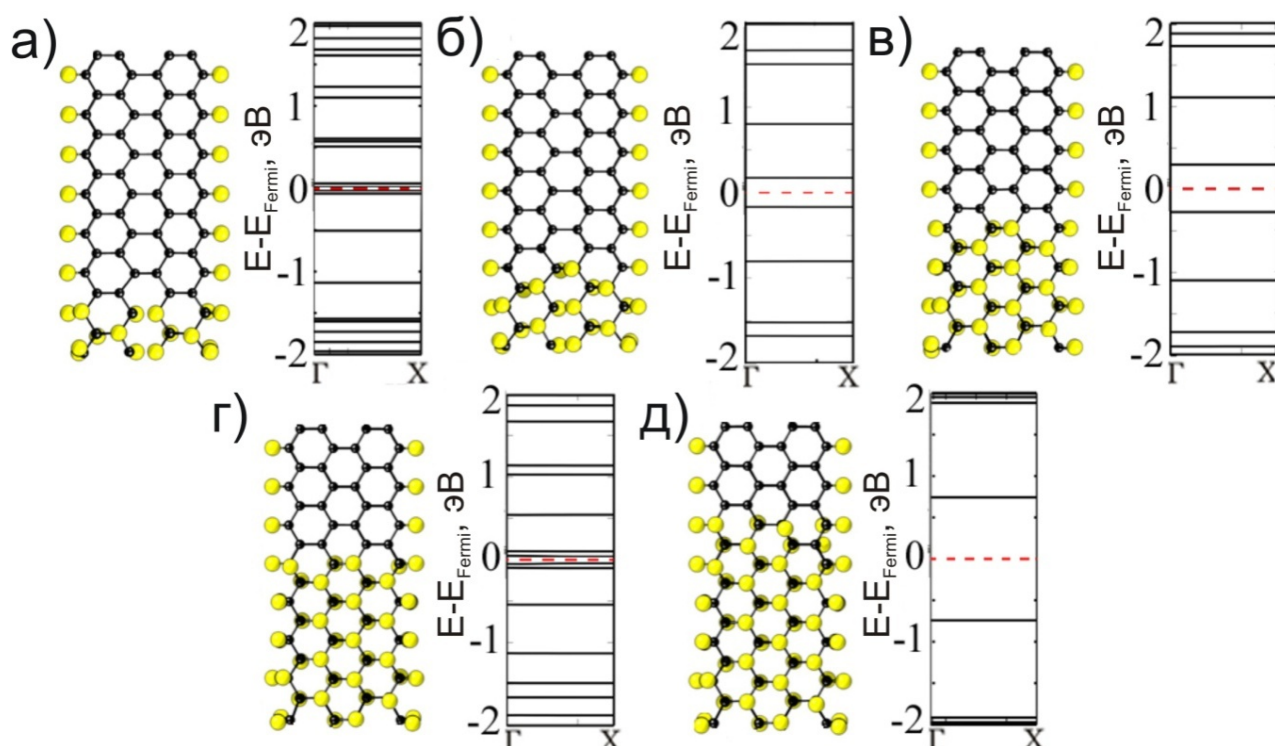 а)
E-E_Fermi, эВ
2
1
0
-1
-2
Γ X
б)
E-E_Fermi, эВ
2
1
0
-1
-2
Γ X
в)
E-E_Fermi, эВ
2
1
0
-1
-2
Γ X
г)
E-E_Fermi, эВ
2
1
0
-1
-2
Γ X
д)
E-E_Fermi, эВ
2
1
0
-1
-2
Γ X